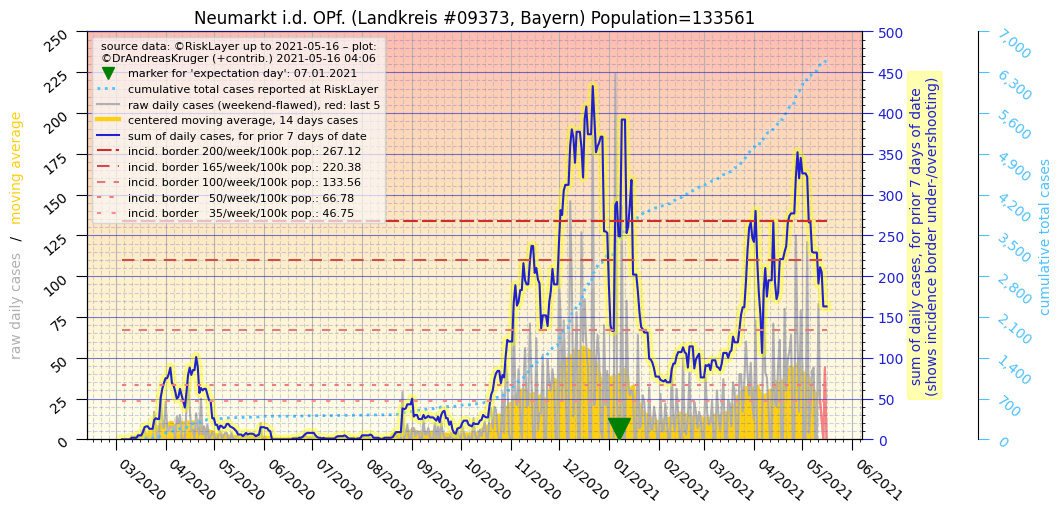 Neumarkt i.d. OPf. (Landkreis #09373, Bayern) Population=133561
source data: ©RiskLayer up to 2021-05-16 – plot:
©DrAndreasKruger (+contrib.) 2021-05-16 04:06
marker for 'expectation day': 07.01.2021
cumulative total cases reported at RiskLayer
raw daily cases (weekend-flawed), red: last 5
centered moving average, 14 days cases
sum of daily cases, for prior 7 days of date
incid. border 200/week/100k pop.: 267.12
incid. border 165/week/100k pop.: 220.38
incid. border 100/week/100k pop.: 133.56
incid. border   50/week/100k pop.: 66.78
incid. border   35/week/100k pop.: 46.75
raw daily cases / moving average
250
225
200
175
150
125
100
75
50
25
0
03/2020
04/2020
05/2020
06/2020
07/2020
08/2020
09/2020
10/2020
11/2020
12/2020
01/2021
02/2021
03/2021
04/2021
05/2021
06/2021
500
450
400
350
300
250
200
150
100
50
0
sum of daily cases, for prior 7 days of date
(shows incidence border under-/overshooting)
7,000
6,300
5,600
4,900
4,200
3,500
2,800
2,100
1,400
700
0
cumulative total cases